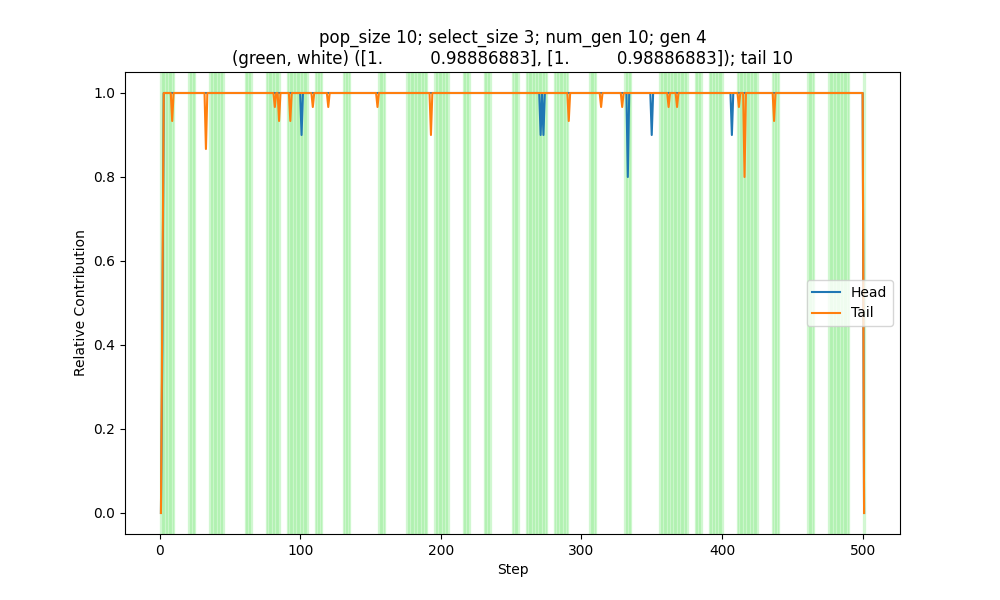 pop_size 10; select_size 3; num_gen 10; gen 4
(green, white) ([1.          0.98886883], [1.          0.98886883]); tail 10
Relative Contribution
1.0
0.8
0.6
0.4
0.2
0.0
Head
Tail
0
100
200
300
400
500
Step